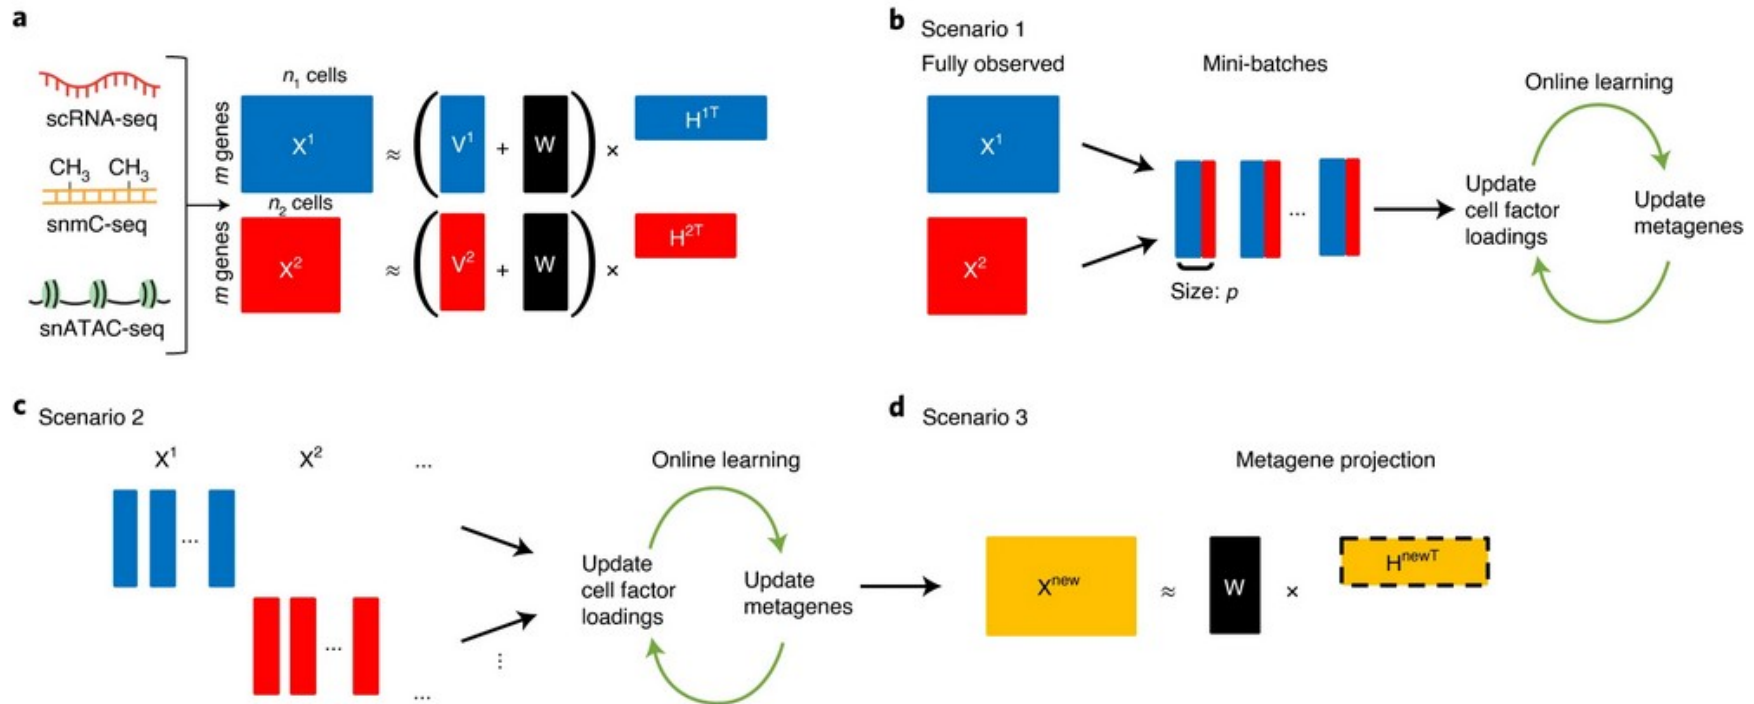 a
scRNA-seq
CH3 CH3
snmC-seq
snATAC-seq
n1 cells
m genes
X1 ≈ ( V1 + W ) × H1T
n2 cells
m genes
X2 ≈ ( V2 + W ) × H2T
b Scenario 1
Fully observed
Mini-batches
Online learning
X1
X2
...
Size: p
Update
cell factor
loadings
Update
metagenes
c Scenario 2
X1 X2 ...
...
...
...
⋮
Online learning
Update
cell factor
loadings
Update
metagenes
d Scenario 3
Metagene projection
Xnew ≈ W × HnewT